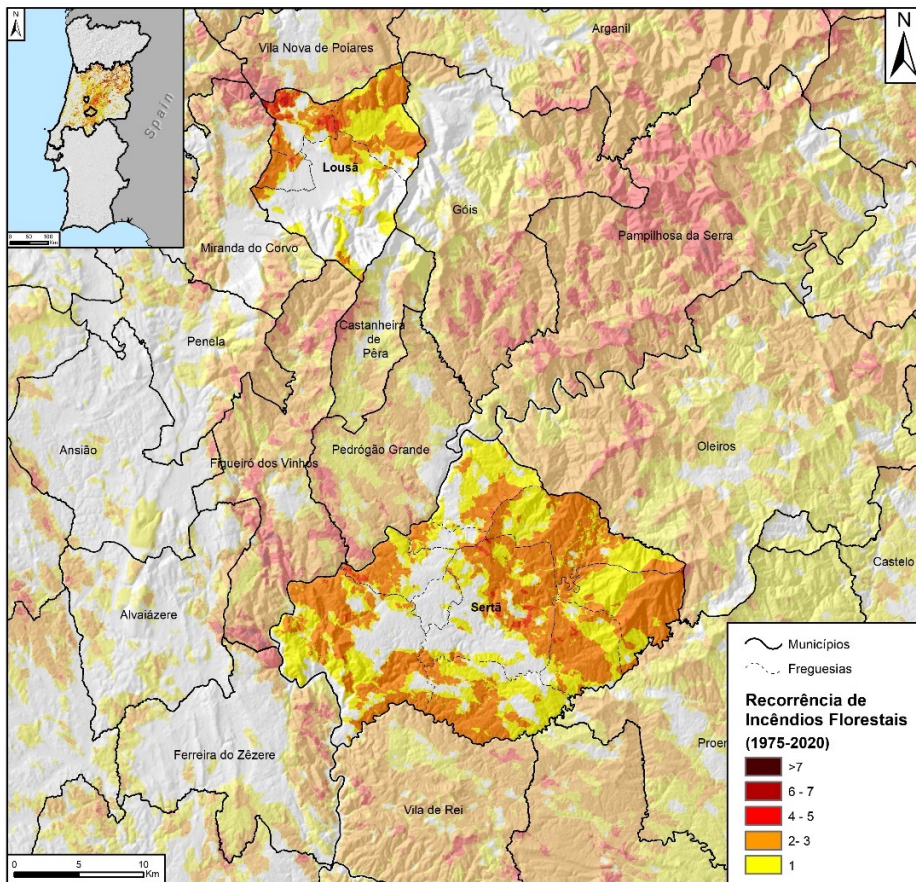 N
Spain
0 50 100
Km
N
Arganil
Vila Nova de Poiares
Lousã
Góis
Pampilhosa da Serra
Miranda do Corvo
Castanheira
de
Pêra
Penela
Ansião
Figueiró dos Vinhos
Pedrógão Grande
Oleiros
Castelo
Alvaiázere
Sertã
Ferreira do Zêzere
Vila de Rei
Proen
Municípios
Freguesias
Recorrência de
Incêndios Florestais
(1975-2020)
>7
6 - 7
4 - 5
2- 3
1
0 5 10
Km